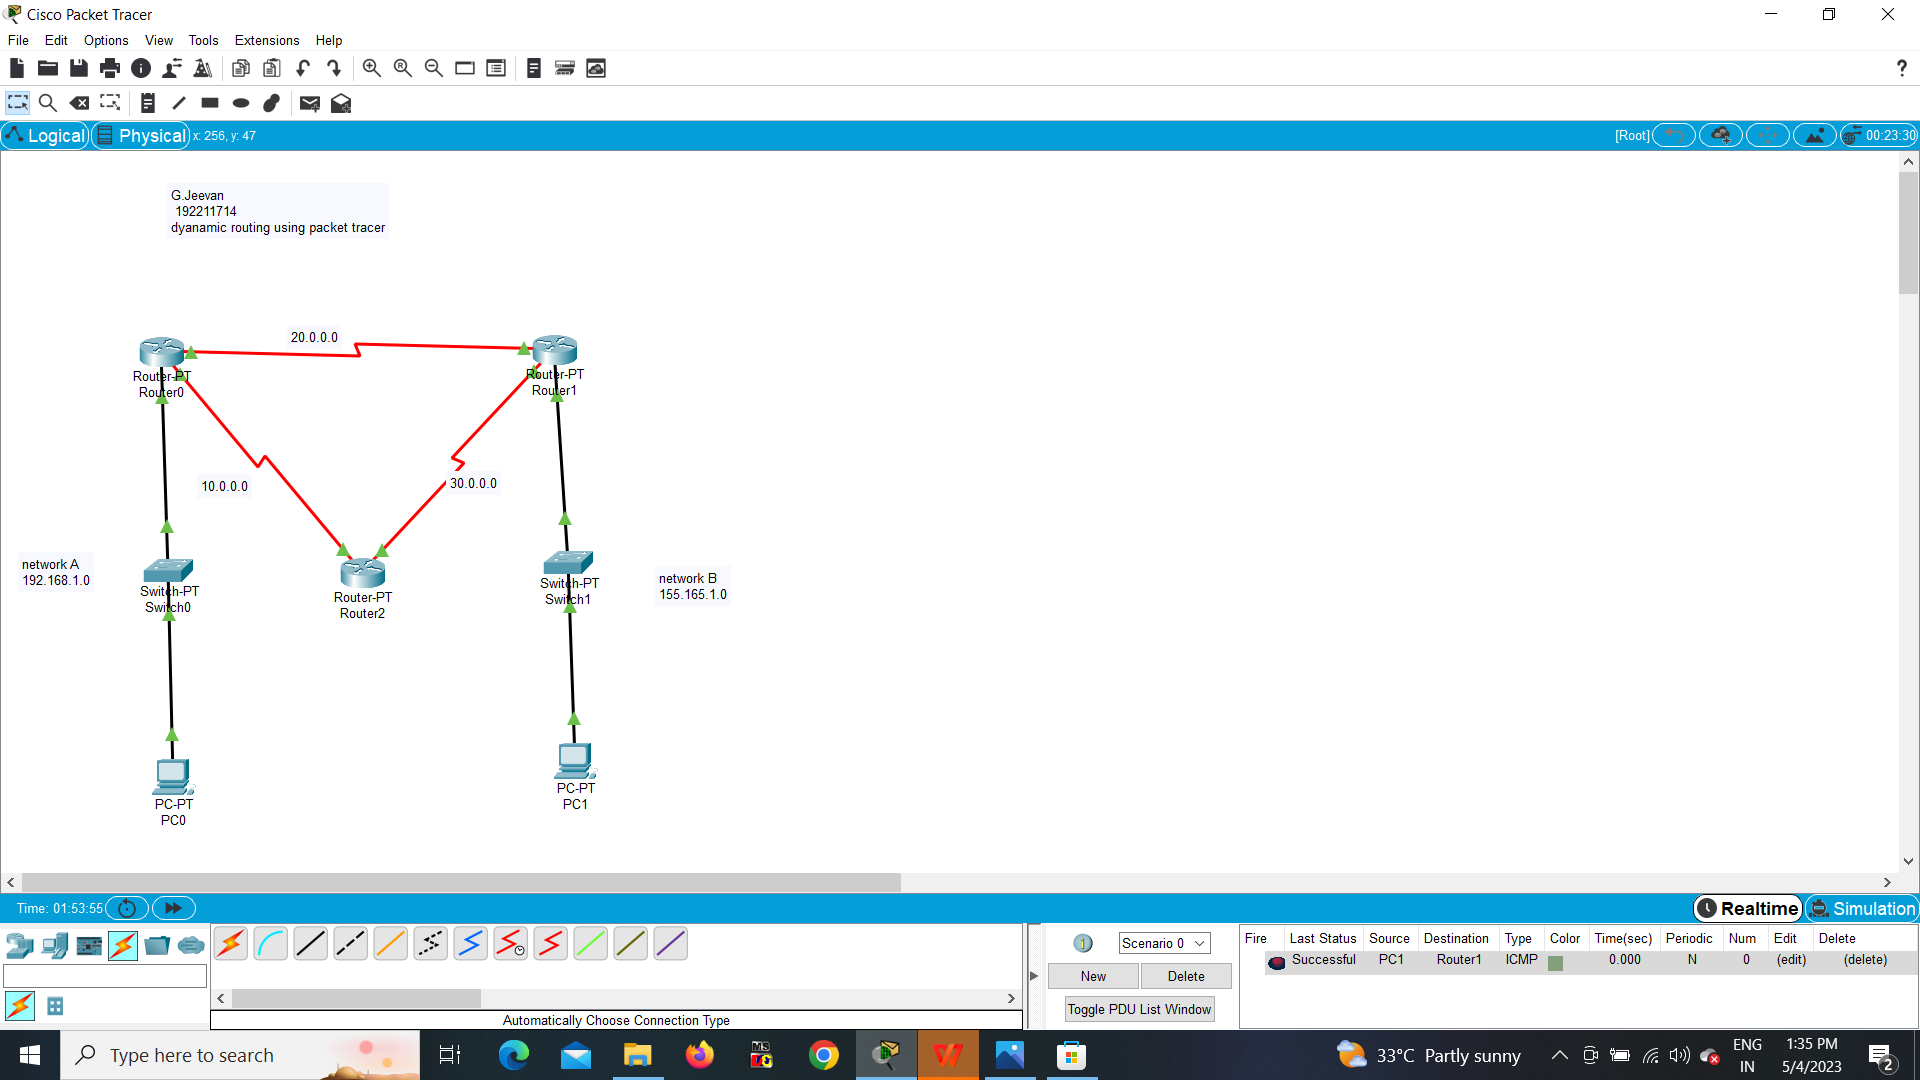 Cisco Packet Tracer
File Edit Options View Tools Extensions Help
?
Logical Physical x: 256, y: 47 [Root] 00:23:30
G.Jeevan
192211714
dyanamic routing using packet tracer
20.0.0.0
Router-PT
Router0
Router-PT
Router1
10.0.0.0
30.0.0.0
network A
192.168.1.0
Switch-PT
Switch0
Router-PT
Router2
Switch-PT
Switch1
network B
155.165.1.0
PC-PT
PC0
PC-PT
PC1
Time: 01:53:55
Realtime Simulation
Scenario 0
New Delete
Toggle PDU List Window
Fire Last Status Source Destination Type Color Time(sec) Periodic Num Edit Delete
Successful PC1 Router1 ICMP 0.000 N 0 (edit) (delete)
Automatically Choose Connection Type
Type here to search
33°C Partly sunny
ENG
IN
1:35 PM
5/4/2023
2